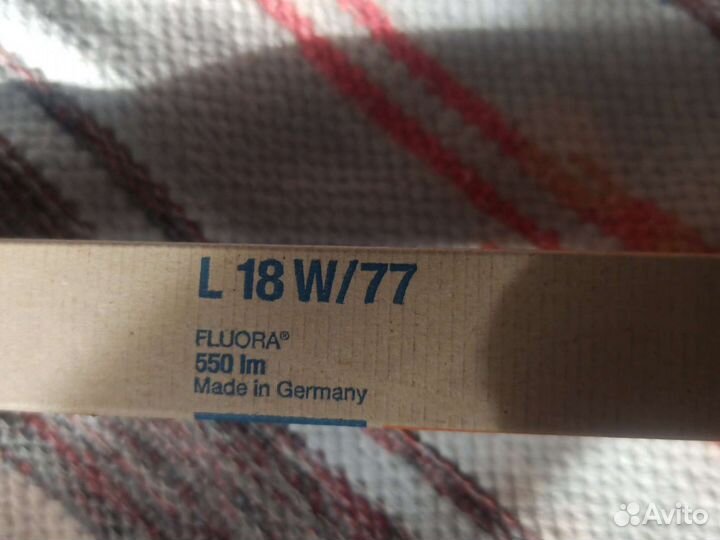 L 18 W/77
FLUORA®
550 lm
Made in Germany
Avito